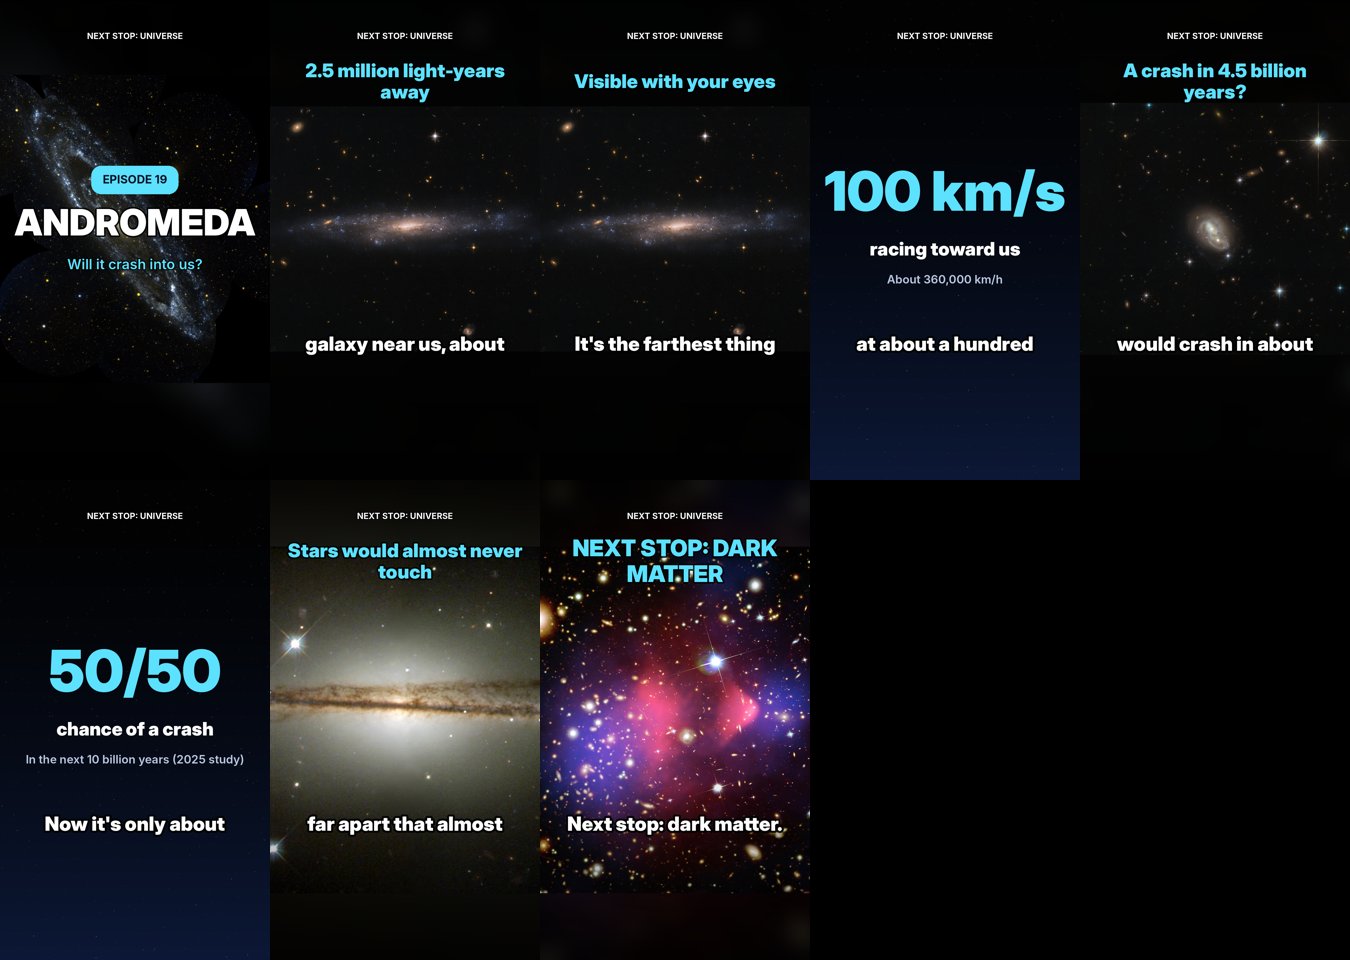 NEXT STOP: UNIVERSE
EPISODE 19
ANDROMEDA
Will it crash into us?
NEXT STOP: UNIVERSE
2.5 million light-years
away
galaxy near us, about
NEXT STOP: UNIVERSE
Visible with your eyes
It's the farthest thing
NEXT STOP: UNIVERSE
100 km/s
racing toward us
About 360,000 km/h
at about a hundred
NEXT STOP: UNIVERSE
A crash in 4.5 billion
years?
would crash in about
NEXT STOP: UNIVERSE
50/50
chance of a crash
In the next 10 billion years (2025 study)
Now it's only about
NEXT STOP: UNIVERSE
Stars would almost never
touch
far apart that almost
NEXT STOP: UNIVERSE
NEXT STOP: DARK
MATTER
Next stop: dark matter.